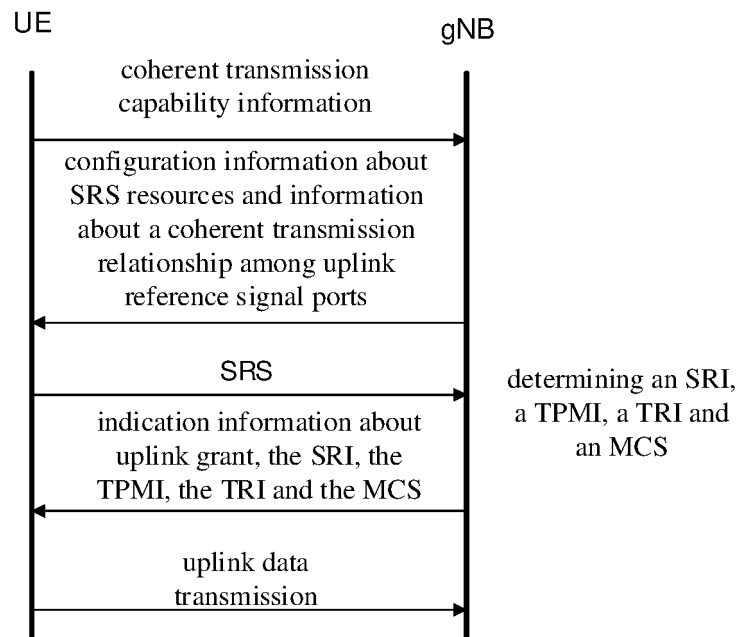 UE
gNB
coherent transmission
capability information
configuration information about
SRS resources and information
about a coherent transmission
relationship among uplink
reference signal ports
SRS
determining an SRI,
a TPMI, a TRI and
an MCS
indication information about
uplink grant, the SRI, the
TPMI, the TRI and the MCS
uplink data
transmission